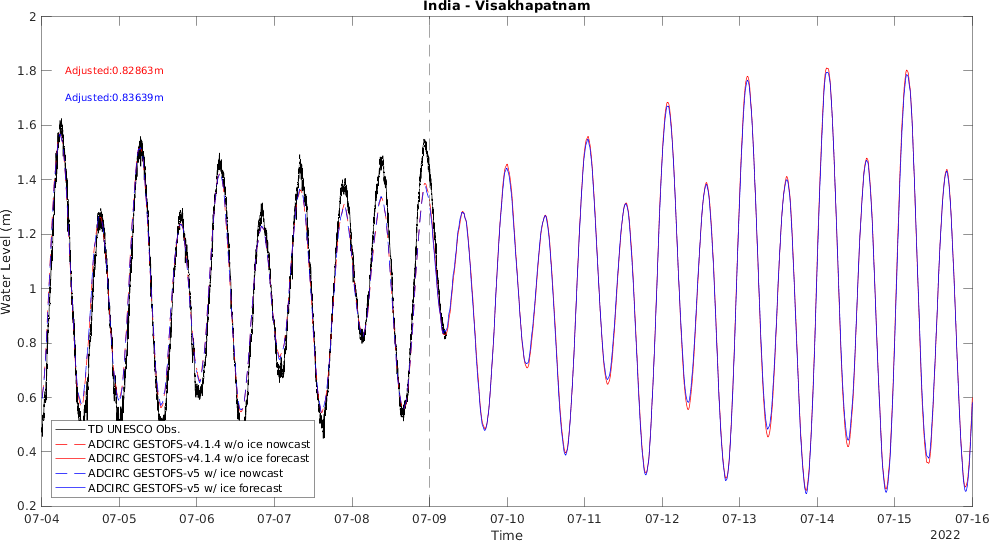 India - Visakhapatnam
2
1.8
1.6
1.4
1.2
1
0.8
0.6
0.4
0.2
Water Level (m)
Adjusted:0.82863m
Adjusted:0.83639m
TD UNESCO Obs.
ADCIRC GESTOFS-v4.1.4 w/o ice nowcast
ADCIRC GESTOFS-v4.1.4 w/o ice forecast
ADCIRC GESTOFS-v5 w/ ice nowcast
ADCIRC GESTOFS-v5 w/ ice forecast
07-04 07-05 07-06 07-07 07-08 07-09 07-10 07-11 07-12 07-13 07-14 07-15 07-16
Time
2022